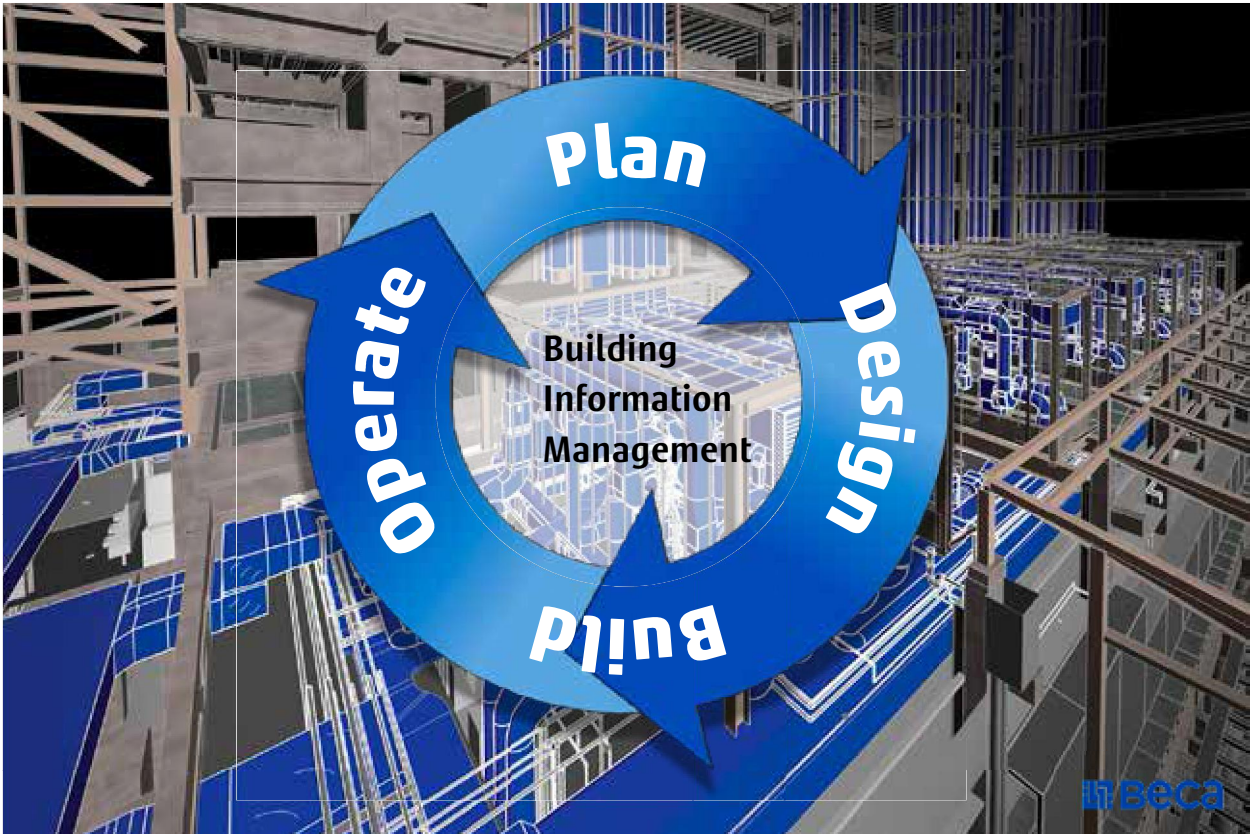 Plan
Design
Build
Operate
Building
Information
Management
Beca